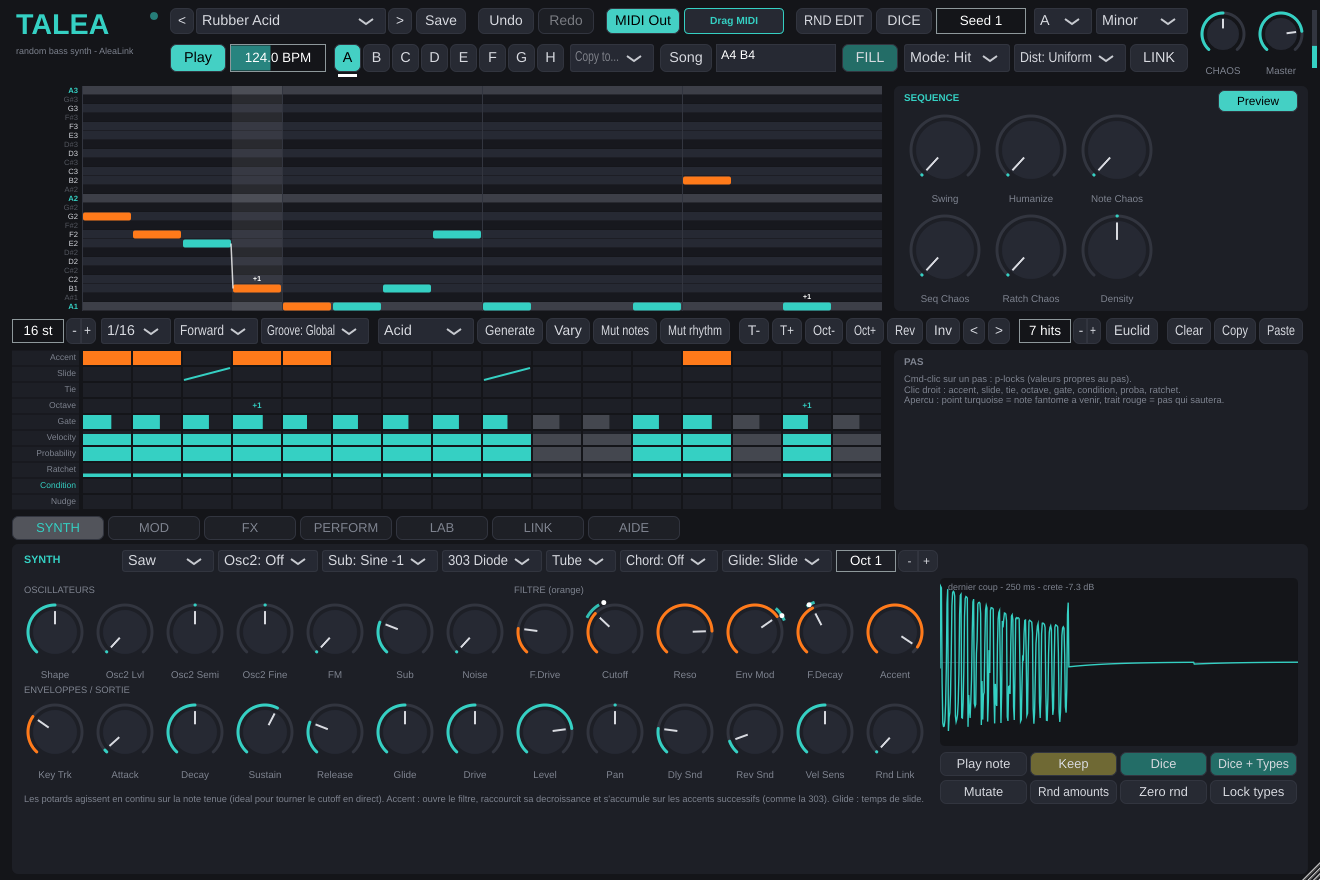 TALEA
random bass synth - AleaLink
< Rubber Acid > Save Undo Redo MIDI Out Drag MIDI RND EDIT DICE Seed 1 A Minor
Play 124.0 BPM A B C D E F G H Copy to... Song A4 B4 FILL Mode: Hit Dist: Uniform LINK
CHAOS Master
A3
G#3
G3
F#3
F3
E3
D#3
D3
C#3
C3
B2
A#2
A2
G#2
G2
F#2
F2
E2
D#2
D2
C#2
C2
B1
A#1
A1
+1
+1
SEQUENCE Preview
Swing Humanize Note Chaos
Seq Chaos Ratch Chaos Density
16 st - + 1/16 Forward Groove: Global Acid Generate Vary Mut notes Mut rhythm T- T+ Oct- Oct+ Rev Inv < > 7 hits - + Euclid Clear Copy Paste
Accent
Slide
Tie
Octave +1 +1
Gate
Velocity
Probability
Ratchet
Condition
Nudge
PAS
Cmd-clic sur un pas : p-locks (valeurs propres au pas).
Clic droit : accent, slide, tie, octave, gate, condition, proba, ratchet.
Apercu : point turquoise = note fantome a venir, trait rouge = pas qui sautera.
SYNTH MOD FX PERFORM LAB LINK AIDE
SYNTH Saw Osc2: Off Sub: Sine -1 303 Diode Tube Chord: Off Glide: Slide Oct 1 - +
OSCILLATEURS FILTRE (orange)
Shape Osc2 Lvl Osc2 Semi Osc2 Fine FM Sub Noise F.Drive Cutoff Reso Env Mod F.Decay Accent
ENVELOPPES / SORTIE
Key Trk Attack Decay Sustain Release Glide Drive Level Pan Dly Snd Rev Snd Vel Sens Rnd Link
Les potards agissent en continu sur la note tenue (ideal pour tourner le cutoff en direct). Accent : ouvre le filtre, raccourcit sa decroissance et s'accumule sur les accents successifs (comme la 303). Glide : temps de slide.
dernier coup - 250 ms - crete -7.3 dB
Play note Keep Dice Dice + Types
Mutate Rnd amounts Zero rnd Lock types